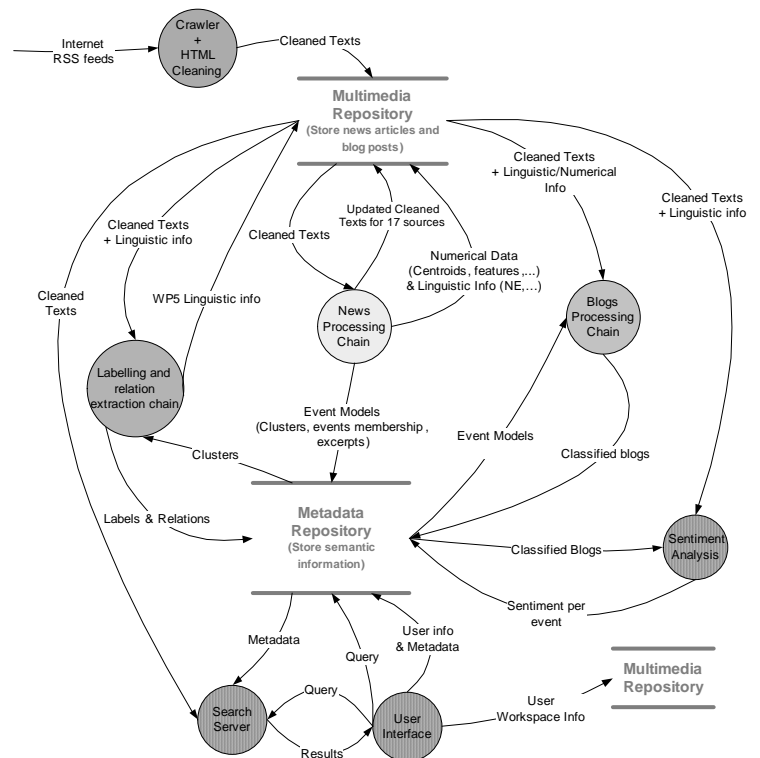 Crawler
+
HTML
Cleaning
Internet
RSS feeds
Cleaned Texts
Multimedia
Repository
(Store news articles and
blog posts)
Cleaned Texts
+ Linguistic/Numerical
Info
Cleaned Texts
+ Linguistic info
Cleaned Texts
+ Linguistic info
Cleaned Texts
Updated Cleaned
Texts for 17 sources
Numerical Data
(Centroids, features,...)
& Linguistic Info (NE,...)
Cleaned
Texts
WP5 Linguistic info
News
Processing
Chain
Blogs
Processing
Chain
Labelling and
relation
extraction chain
Event Models
(Clusters, events membership ,
excerpts)
Event Models
Classified blogs
Clusters
Labels & Relations
Metadata
Repository
(Store semantic
information)
Classified Blogs
Sentiment
Analysis
Sentiment per
event
Metadata
Query
User info
& Metadata
Multimedia
Repository
Query
Search
Server
User
Interface
User
Workspace Info
Results